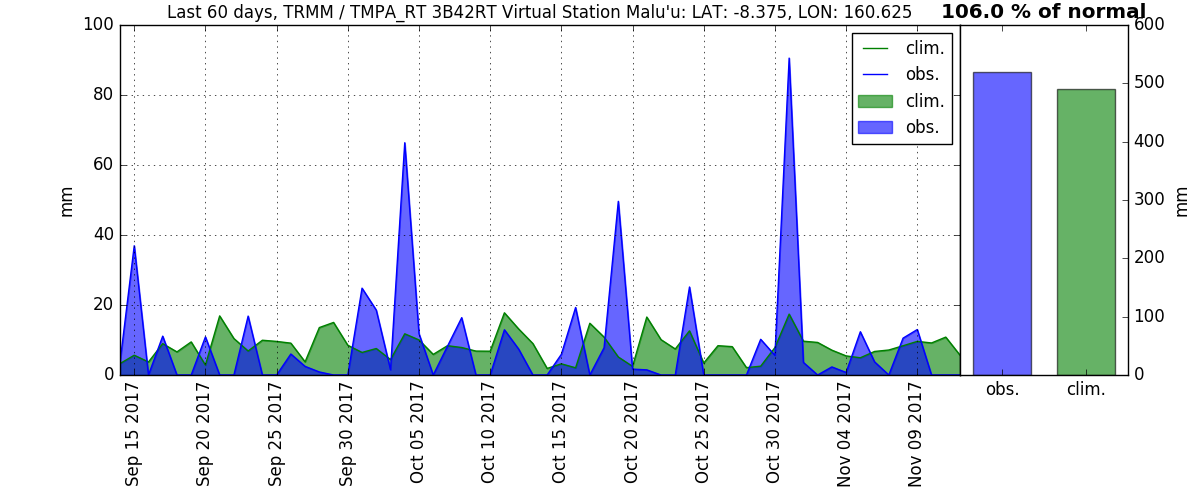 Last 60 days, TRMM / TMPA_RT 3B42RT Virtual Station Malu'u: LAT: -8.375, LON: 160.625
106.0 % of normal
100
80
60
40
20
0
mm
clim.
obs.
clim.
obs.
600
500
400
300
200
100
0
mm
Sep 15 2017
Sep 20 2017
Sep 25 2017
Sep 30 2017
Oct 05 2017
Oct 10 2017
Oct 15 2017
Oct 20 2017
Oct 25 2017
Oct 30 2017
Nov 04 2017
Nov 09 2017
obs.
clim.